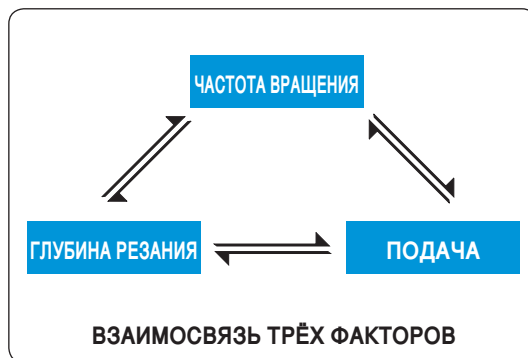 ЧАСТОТА ВРАЩЕНИЯ
ГЛУБИНА РЕЗАНИЯ
ПОДАЧА
ВЗАИМОСВЯЗЬ ТРЁХ ФАКТОРОВ